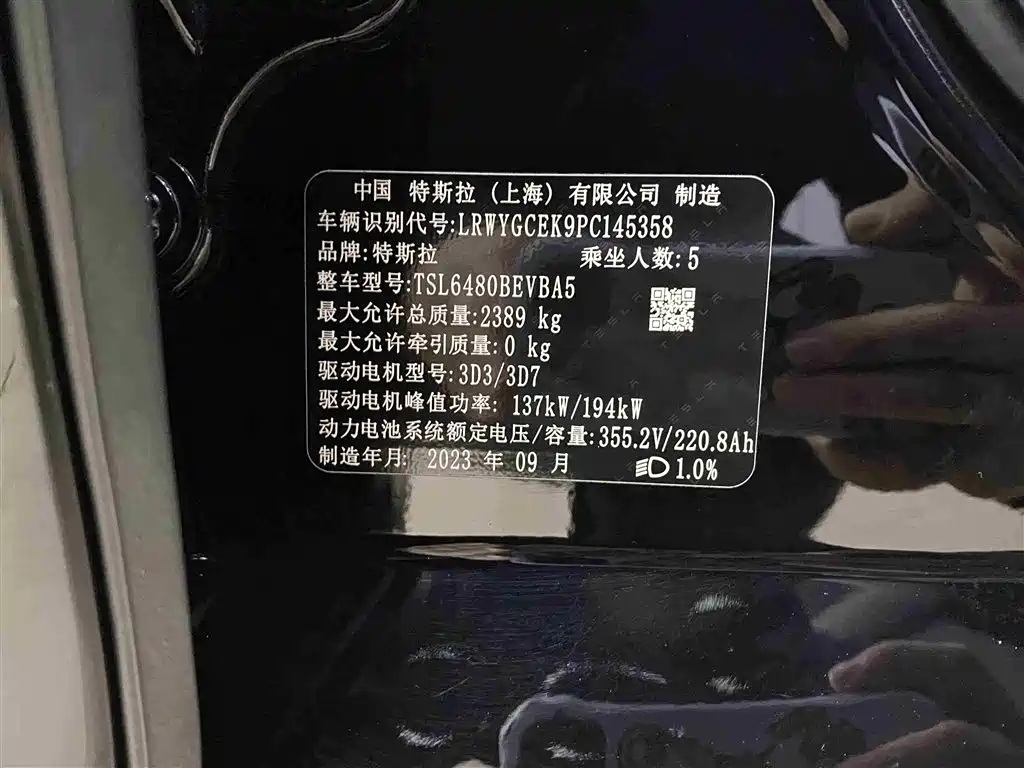 中国 特斯拉（上海）有限公司 制造
车辆识别代号:LRWYGCEK9PC145358
品牌:特斯拉 乘坐人数:5
整车型号:TSL6480BEVBA5
最大允许总质量:2389 kg
最大允许牵引质量:0 kg
驱动电机型号:3D3/3D7
驱动电机峰值功率: 137kW/194kW
动力电池系统额定电压/容量:355.2V/220.8Ah
制造年月: 2023 年 09 月 1.0%